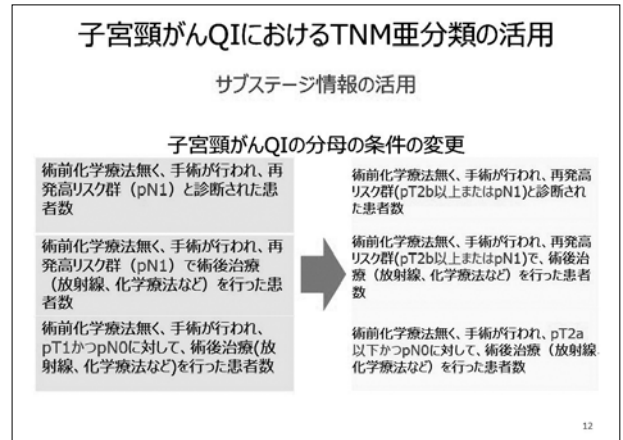 子宮頸がんQIにおけるTNM亜分類の活用
サブステージ情報の活用
子宮頸がんQIの分母の条件の変更
術前化学療法無く、手術が行われ、再
発高リスク群（pN1）と診断された患
者数
術前化学療法無く、手術が行われ、再発高
リスク群(pT2b以上またはpN1)と診断され
た患者数
術前化学療法無く、手術が行われ、再
発高リスク群（pN1）で術後治療
（放射線、化学療法など）を行った患
者数
術前化学療法無く、手術が行われ、再発高
リスク群(pT2b以上またはpN1)で、術後治
療（放射線、化学療法など）を行った患者
数
術前化学療法無く、手術が行われ、
pT1かつpN0に対して、術後治療(放
射線、化学療法など)を行った患者数
術前化学療法無く、手術が行われ、pT2a
以下かつpN0に対して、術後治療（放射線、
化学療法など）を行った患者数
12